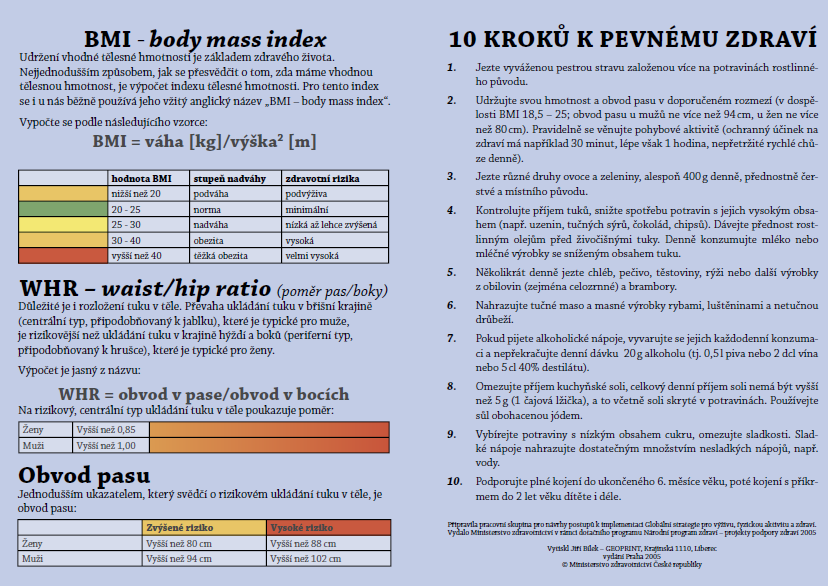 BMI - body mass index
Udržení vhodné tělesné hmotnosti je základem zdravého života.
Nejjednodušším způsobem, jak se přesvědčit o tom, zda máme vhodnou
tělesnou hmotnost, je výpočet indexu tělesné hmotnosti. Pro tento index
se i u nás běžně používá jeho vžitý anglický název „BMI – body mass index“.
Vypočte se podle následujícího vzorce:
BMI = váha [kg]/výška² [m]
hodnota BMI stupeň nadváhy zdravotní rizika
nižší než 20 podváha podvýživa
20 - 25 norma minimální
25 - 30 nadváha nízká až lehce zvýšená
30 - 40 obezita vysoká
vyšší než 40 těžká obezita velmi vysoká
WHR – waist/hip ratio (poměr pas/boky)
Důležité je i rozložení tuku v těle. Převaha ukládání tuku v břišní krajině
(centrální typ, připodobňovaný k jablku), které je typické pro muže,
je rizikovější než ukládání tuku v krajině hýždí a boků (periferní typ,
připodobňovaný k hrušce), které je typické pro ženy.
Výpočet je jasný z názvu:
WHR = obvod v pase/obvod v bocích
Na rizikový, centrální typ ukládání tuku v těle poukazuje poměr:
Ženy Vyšší než 0,85
Muži Vyšší než 1,00
Obvod pasu
Jednodušším ukazatelem, který svědčí o rizikovém ukládání tuku v těle, je
obvod pasu:
Zvýšené riziko Vysoké riziko
Ženy Vyšší než 80 cm Vyšší než 88 cm
Muži Vyšší než 94 cm Vyšší než 102 cm
10 KROKŮ K PEVNÉMU ZDRAVÍ
1. Jezte vyváženou pestrou stravu založenou více na potravinách rostlinné-
ho původu.
2. Udržujte svou hmotnost a obvod pasu v doporučeném rozmezí (v dospě-
losti BMI 18,5 – 25; obvod pasu u mužů ne více než 94 cm, u žen ne více
než 80 cm). Pravidelně se věnujte pohybové aktivitě (ochranný účinek na
zdraví má například 30 minut, lépe však 1 hodina, nepřetržité rychlé chů-
ze denně).
3. Jezte různé druhy ovoce a zeleniny, alespoň 400 g denně, přednostně čer-
stvé a místního původu.
4. Kontrolujte příjem tuků, snižte spotřebu potravin s jejich vysokým obsa-
hem (např. uzenin, tučných sýrů, čokolád, chipsů). Dávejte přednost rost-
linným olejům před živočišnými tuky. Denně konzumujte mléko nebo
mléčné výrobky se sníženým obsahem tuku.
5. Několikrát denně jezte chléb, pečivo, těstoviny, rýži nebo další výrobky
z obilovin (zejména celozrnné) a brambory.
6. Nahrazujte tučné maso a masné výrobky rybami, luštěninami a netučnou
drůbeží.
7. Pokud pijete alkoholické nápoje, vyvarujte se jejich každodenní konzuma-
ci a nepřekračujte denní dávku 20 g alkoholu (tj. 0,5 l piva nebo 2 dcl vína
nebo 5 cl 40% destilátu).
8. Omezujte příjem kuchyňské soli, celkový denní příjem soli nemá být vyšší
než 5 g (1 čajová lžička), a to včetně soli skryté v potravinách. Používejte
sůl obohacenou jódem.
9. Vybírejte potraviny s nízkým obsahem cukru, omezujte sladkosti. Slad-
ké nápoje nahrazujte dostatečným množstvím nesladkých nápojů, např.
vody.
10. Podporujte plné kojení do ukončeného 6. měsíce věku, poté kojení s příkr-
mem do 2 let věku dítěte i déle.
Připravila pracovní skupina pro návrhy postupů k implementaci Globální strategie pro výživu, fyzickou aktivitu a zdraví.
Vydalo Ministerstvo zdravotnictví v rámci dotačního programu Národní program zdraví – projekty podpory zdraví 2005
Vytiskl Jiří Bílek – GEOPRINT, Krajinská 1110, Liberec
vydání Praha 2005
© Ministerstvo zdravotnictví České republiky